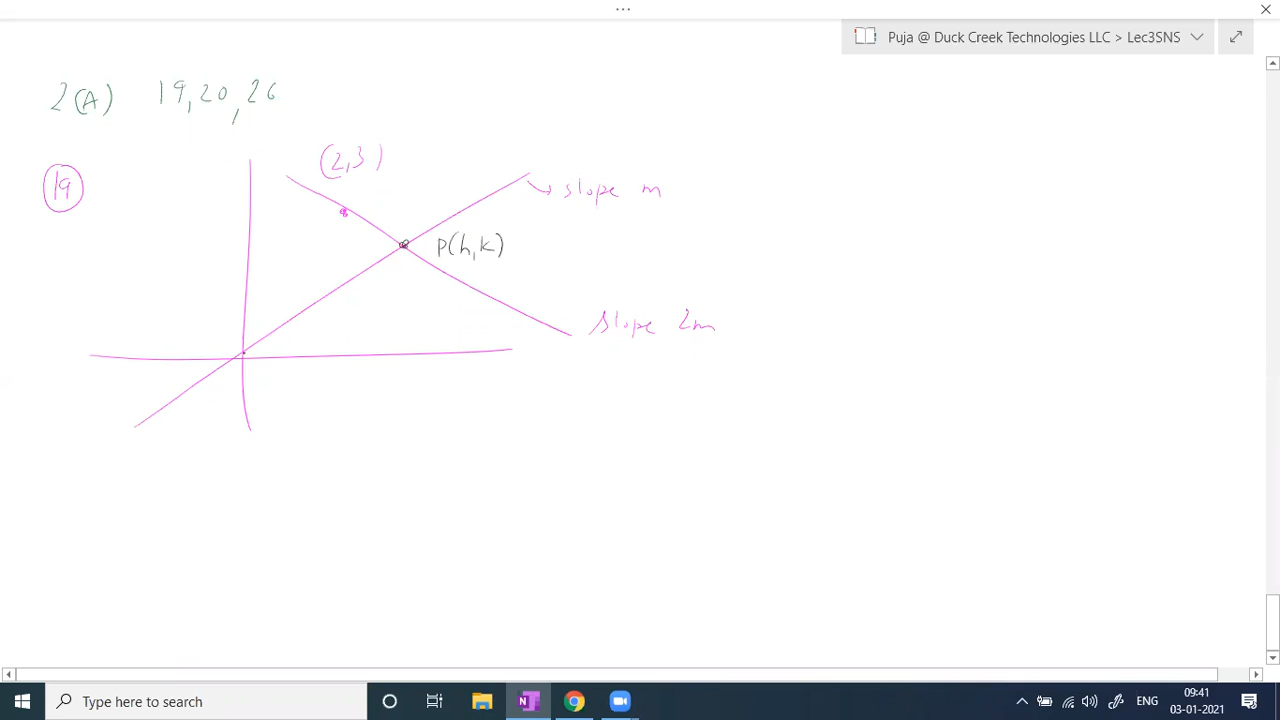 ...
Puja @ Duck Creek Technologies LLC > Lec3SNS
2(A) 19,20,26
19
(2,3)
slope m
P(h,k)
slope 2m
Type here to search
ENG
09:41
03-01-2021